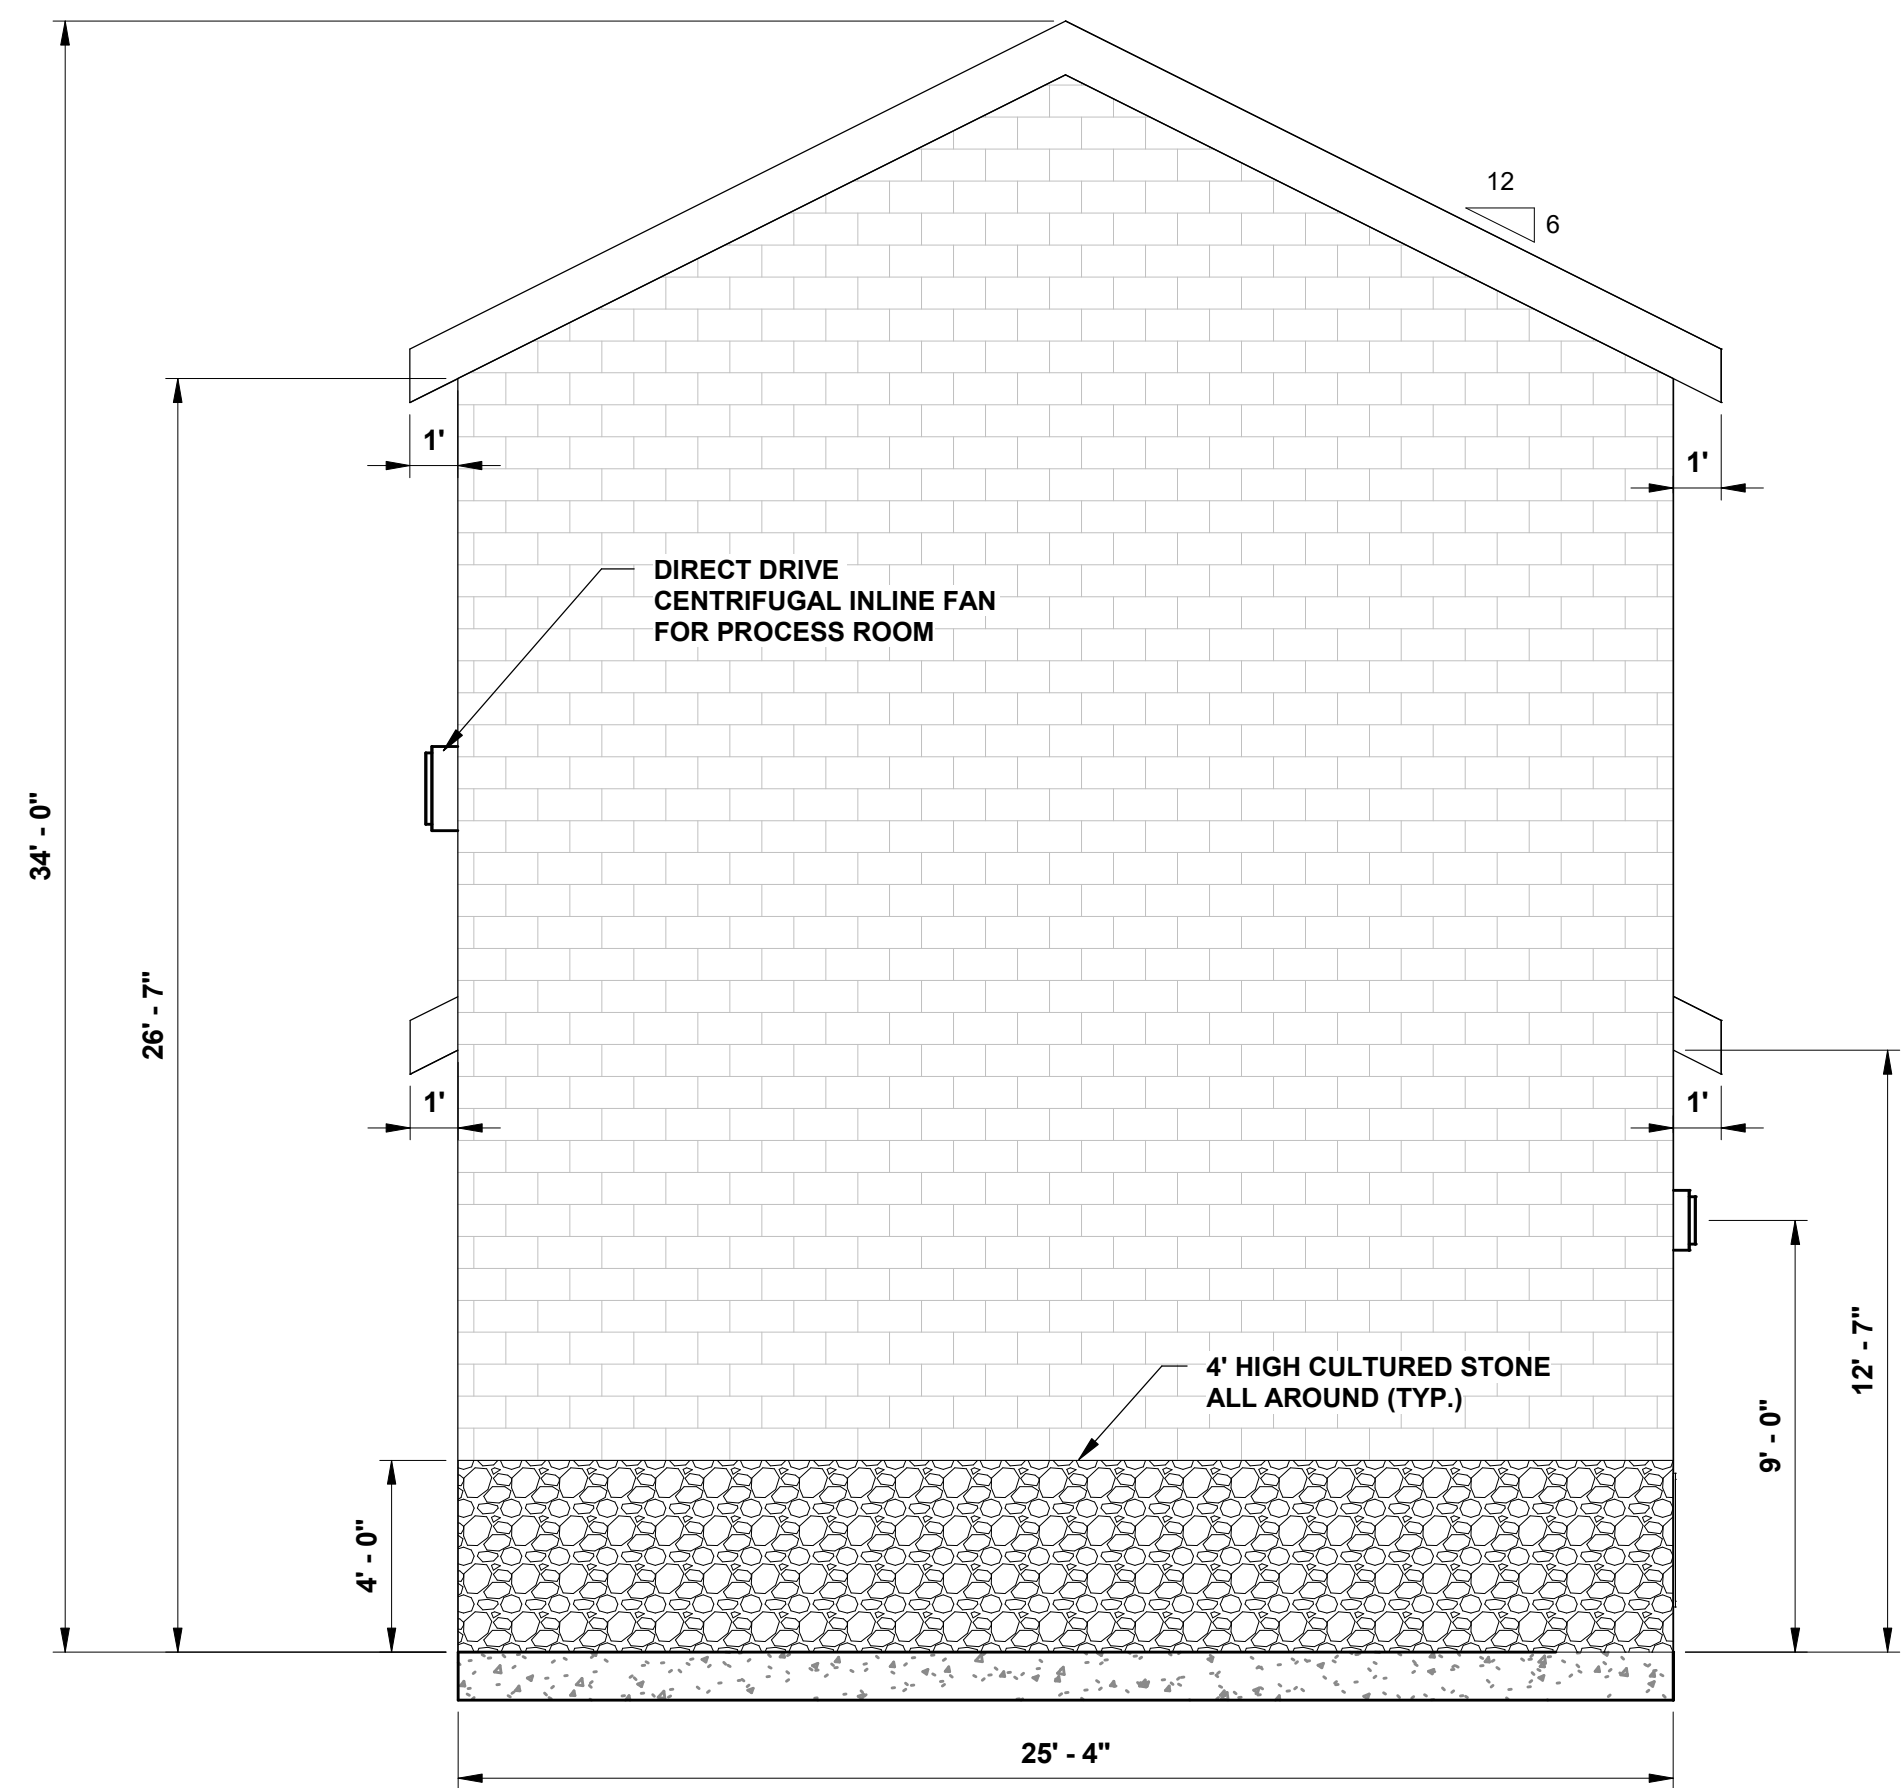 12
6
1'
1'
DIRECT DRIVE
CENTRIFUGAL INLINE FAN
FOR PROCESS ROOM
34' - 0"
26' - 7"
1'
1'
12' - 7"
9' - 0"
4' HIGH CULTURED STONE
ALL AROUND (TYP.)
4' - 0"
25' - 4"